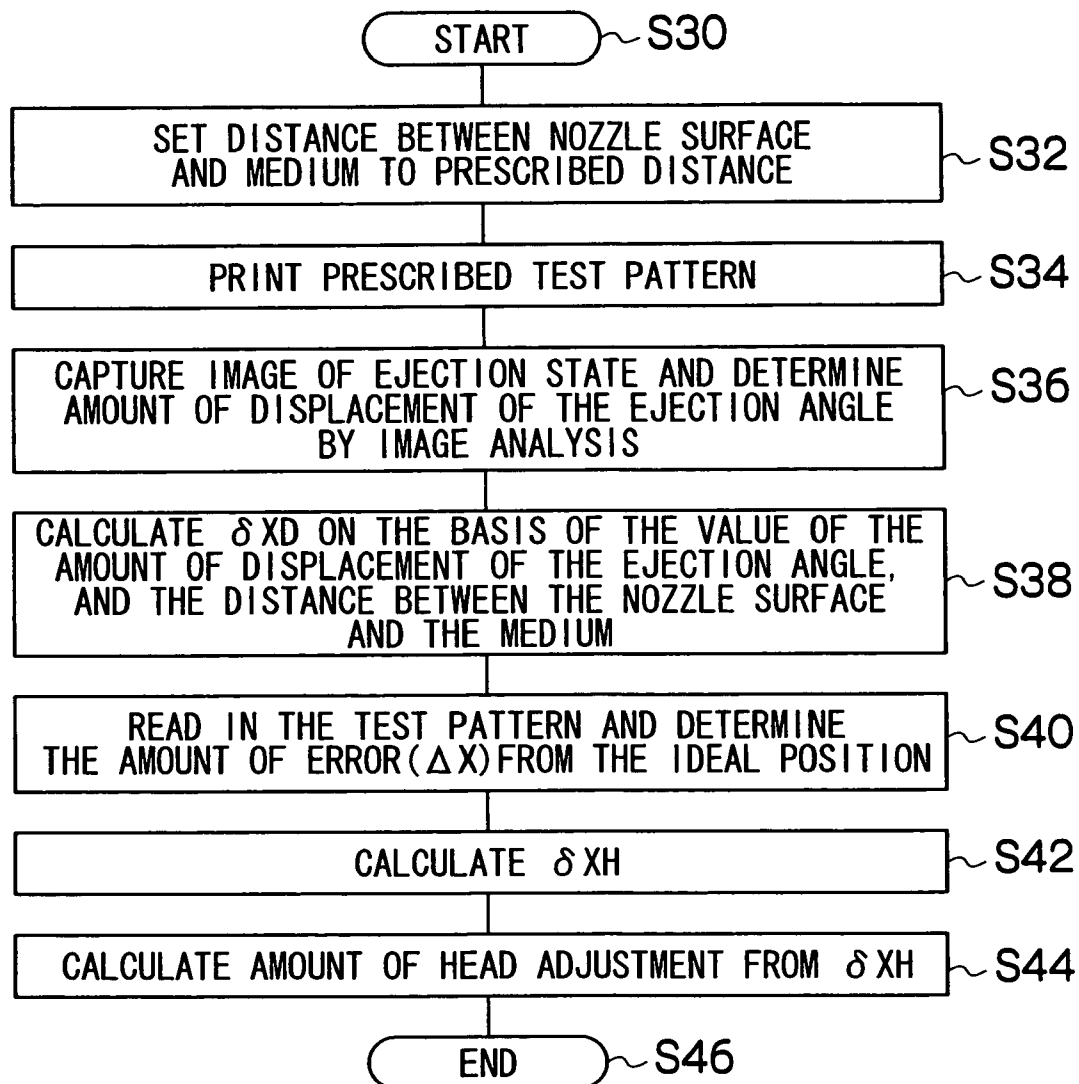 START
S30
SET DISTANCE BETWEEN NOZZLE SURFACE
AND MEDIUM TO PRESCRIBED DISTANCE
S32
PRINT PRESCRIBED TEST PATTERN
S34
CAPTURE IMAGE OF EJECTION STATE AND DETERMINE
AMOUNT OF DISPLACEMENT OF THE EJECTION ANGLE
BY IMAGE ANALYSIS
S36
CALCULATE δXD ON THE BASIS OF THE VALUE OF THE
AMOUNT OF DISPLACEMENT OF THE EJECTION ANGLE,
AND THE DISTANCE BETWEEN THE NOZZLE SURFACE
AND THE MEDIUM
S38
READ IN THE TEST PATTERN AND DETERMINE
THE AMOUNT OF ERROR(ΔX)FROM THE IDEAL POSITION
S40
CALCULATE δXH
S42
CALCULATE AMOUNT OF HEAD ADJUSTMENT FROM δXH
S44
END
S46